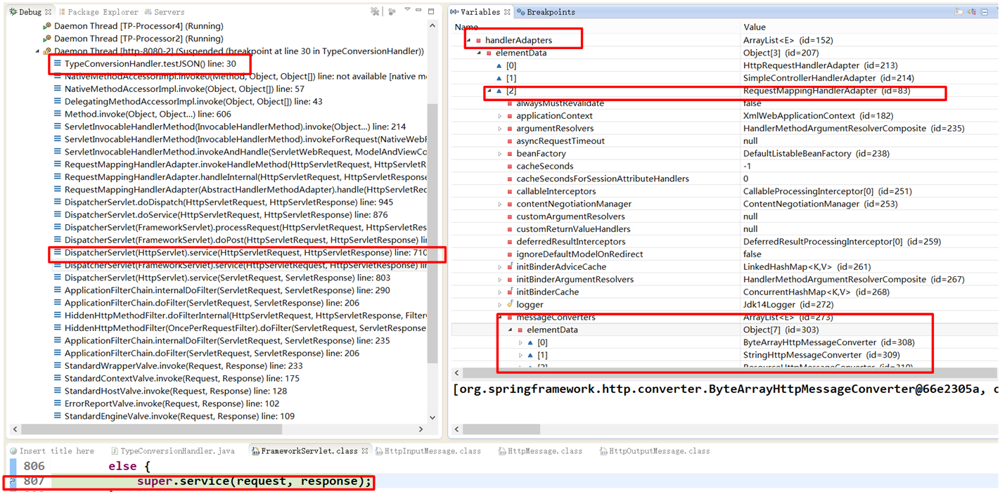 Debug Package Explorer Servers
Daemon Thread [TP-Processor4] (Running)
Daemon Thread [TP-Processor2] (Running)
Daemon Thread [http-8080-2] (Suspended (breakpoint at line 30 in TypeConversionHandler))
TypeConversionHandler.testJSON() line: 30
NativeMethodAccessorImpl.invoke0(Method, Object, Object[]) line: not available [native me
NativeMethodAccessorImpl.invoke(Object, Object[]) line: 57
DelegatingMethodAccessorImpl.invoke(Object, Object[]) line: 43
Method.invoke(Object, Object...) line: 606
ServletInvocableHandlerMethod(InvocableHandlerMethod).invoke(Object...) line: 214
ServletInvocableHandlerMethod(InvocableHandlerMethod).invokeForRequest(NativeWebR
ServletInvocableHandlerMethod.invokeAndHandle(ServletWebRequest, ModelAndViewCo
RequestMappingHandlerAdapter.invokeHandleMethod(HttpServletRequest, HttpServletR
RequestMappingHandlerAdapter.handleInternal(HttpServletRequest, HttpServletResponse
RequestMappingHandlerAdapter(AbstractHandlerMethodAdapter).handle(HttpServletRec
DispatcherServlet.doDispatch(HttpServletRequest, HttpServletResponse) line: 945
DispatcherServlet.doService(HttpServletRequest, HttpServletResponse) line: 876
DispatcherServlet(FrameworkServlet).processRequest(HttpServletRequest, HttpServletRes
DispatcherServlet(FrameworkServlet).doPost(HttpServletRequest, HttpServletResponse) lin
DispatcherServlet(HttpServlet).service(HttpServletRequest, HttpServletResponse) line: 710
DispatcherServlet(FrameworkServlet).service(HttpServletRequest, HttpServletResponse) lin
DispatcherServlet(HttpServlet).service(ServletRequest, ServletResponse) line: 803
ApplicationFilterChain.internalDoFilter(ServletRequest, ServletResponse) line: 290
ApplicationFilterChain.doFilter(ServletRequest, ServletResponse) line: 206
HiddenHttpMethodFilter.doFilterInternal(HttpServletRequest, HttpServletResponse, FilterC
HiddenHttpMethodFilter(OncePerRequestFilter).doFilter(ServletRequest, ServletResponse
ApplicationFilterChain.internalDoFilter(ServletRequest, ServletResponse) line: 235
ApplicationFilterChain.doFilter(ServletRequest, ServletResponse) line: 206
StandardWrapperValve.invoke(Request, Response) line: 233
StandardContextValve.invoke(Request, Response) line: 175
StandardHostValve.invoke(Request, Response) line: 128
ErrorReportValve.invoke(Request, Response) line: 102
StandardEngineValve.invoke(Request, Response) line: 109
(x)= Variables Breakpoints
Name Value
handlerAdapters ArrayList<E> (id=152)
elementData Object[3] (id=207)
[0] HttpRequestHandlerAdapter (id=213)
[1] SimpleControllerHandlerAdapter (id=214)
[2] RequestMappingHandlerAdapter (id=83)
alwaysMustRevalidate false
applicationContext XmlWebApplicationContext (id=182)
argumentResolvers HandlerMethodArgumentResolverComposite (id=235)
asyncRequestTimeout null
beanFactory DefaultListableBeanFactory (id=238)
cacheSeconds -1
cacheSecondsForSessionAttributeHandlers 0
callableInterceptors CallableProcessingInterceptor[0] (id=251)
contentNegotiationManager ContentNegotiationManager (id=253)
customArgumentResolvers null
customReturnValueHandlers null
deferredResultInterceptors DeferredResultProcessingInterceptor[0] (id=259)
ignoreDefaultModelOnRedirect false
initBinderAdviceCache LinkedHashMap<K,V> (id=261)
initBinderArgumentResolvers HandlerMethodArgumentResolverComposite (id=267)
initBinderCache ConcurrentHashMap<K,V> (id=268)
logger Jdk14Logger (id=272)
messageConverters ArrayList<E> (id=273)
elementData Object[7] (id=303)
[0] ByteArrayHttpMessageConverter (id=308)
[1] StringHttpMessageConverter (id=309)
[2] ResourceHttpMessageConverter (id=310)
[org.springframework.http.converter.ByteArrayHttpMessageConverter@66e2305a, o
Insert title here TypeConversionHandler.java FrameworkServlet.class HttpInputMessage.class HttpMessage.class HttpOutputMessage.class
806 else {
807 super.service(request, response);